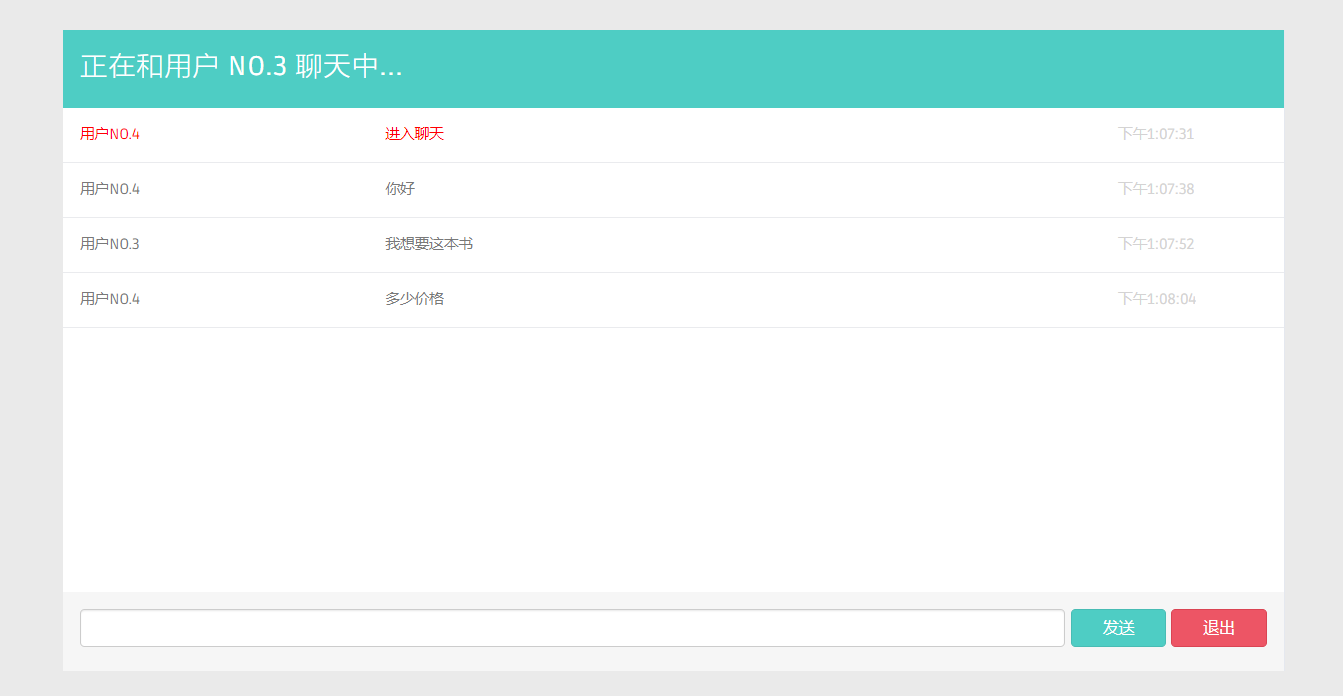 正在和用户 NO.3 聊天中...
用户NO.4 进入聊天 下午1:07:31
用户NO.4 你好 下午1:07:38
用户NO.3 我想要这本书 下午1:07:52
用户NO.4 多少价格 下午1:08:04
发送 退出